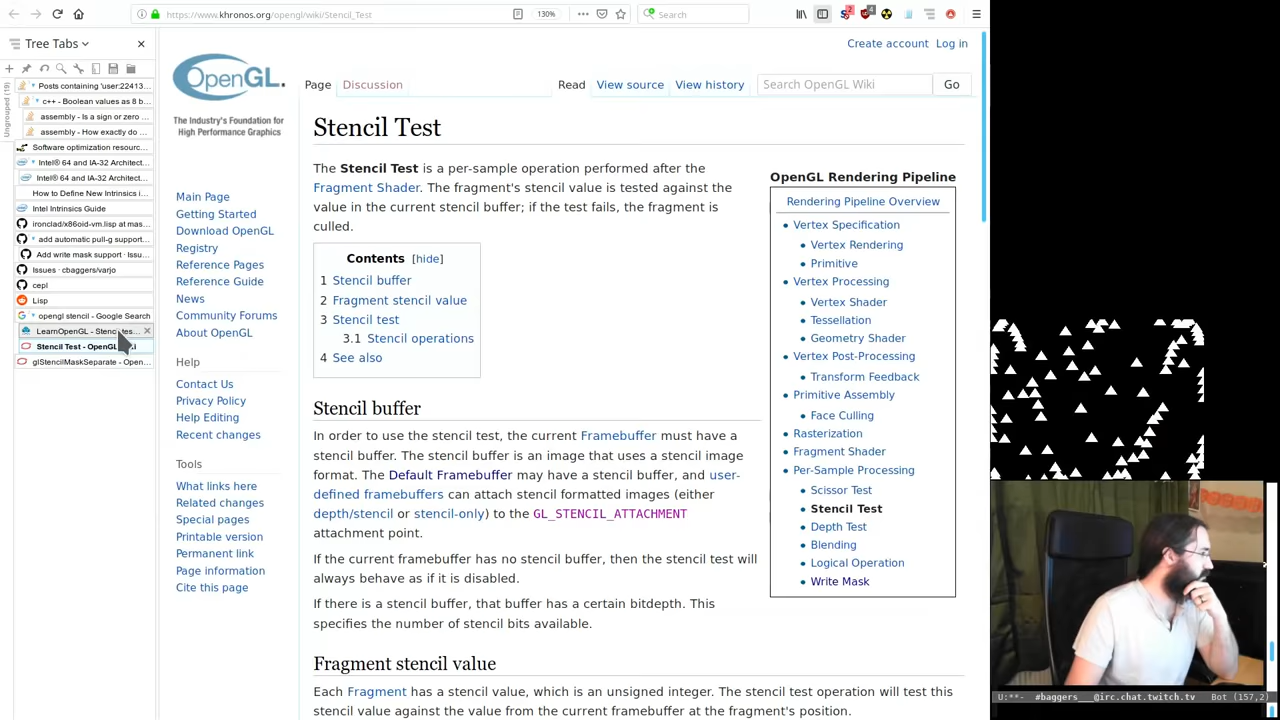 https://www.khronos.org/opengl/wiki/Stencil_Test
130%
Search
Tree Tabs
Ungrouped (19)
Posts containing 'user:22413...
c++ - Boolean values as 8 b...
assembly - Is a sign or zero ...
assembly - How exactly do ...
Software optimization resourc...
Intel® 64 and IA-32 Architect...
Intel® 64 and IA-32 Architect...
How to Define New Intrinsics i...
Intel Intrinsics Guide
ironclad/x86oid-vm.lisp at mas...
add automatic pull-g support...
Add write mask support · Issu...
Issues · cbaggers/varjo
cepl
Lisp
opengl stencil - Google Search
LearnOpenGL - Stencil tes...
Stencil Test - OpenGL
glStencilMaskSeparate - Open...
OpenGL.
The Industry's Foundation for
High Performance Graphics
Main Page
Getting Started
Download OpenGL
Registry
Reference Pages
Reference Guide
News
Community Forums
About OpenGL
Help
Contact Us
Privacy Policy
Help Editing
Recent changes
Tools
What links here
Related changes
Special pages
Printable version
Permanent link
Page information
Cite this page
Create account Log in
Page Discussion Read View source View history Search OpenGL Wiki Go
Stencil Test
The Stencil Test is a per-sample operation performed after the
Fragment Shader. The fragment's stencil value is tested against the
value in the current stencil buffer; if the test fails, the fragment is
culled.
Contents [hide]
1 Stencil buffer
2 Fragment stencil value
3 Stencil test
3.1 Stencil operations
4 See also
Stencil buffer
In order to use the stencil test, the current Framebuffer must have a
stencil buffer. The stencil buffer is an image that uses a stencil image
format. The Default Framebuffer may have a stencil buffer, and user-
defined framebuffers can attach stencil formatted images (either
depth/stencil or stencil-only) to the GL_STENCIL_ATTACHMENT
attachment point.
If the current framebuffer has no stencil buffer, then the stencil test will
always behave as if it is disabled.
If there is a stencil buffer, that buffer has a certain bitdepth. This
specifies the number of stencil bits available.
Fragment stencil value
Each Fragment has a stencil value, which is an unsigned integer. The stencil test operation will test this
stencil value against the value from the current framebuffer at the fragment's position.
OpenGL Rendering Pipeline
Rendering Pipeline Overview
Vertex Specification
Vertex Rendering
Primitive
Vertex Processing
Vertex Shader
Tessellation
Geometry Shader
Vertex Post-Processing
Transform Feedback
Primitive Assembly
Face Culling
Rasterization
Fragment Shader
Per-Sample Processing
Scissor Test
Stencil Test
Depth Test
Blending
Logical Operation
Write Mask
U:**- #baggers___@irc.chat.twitch.tv Bot (157,2)